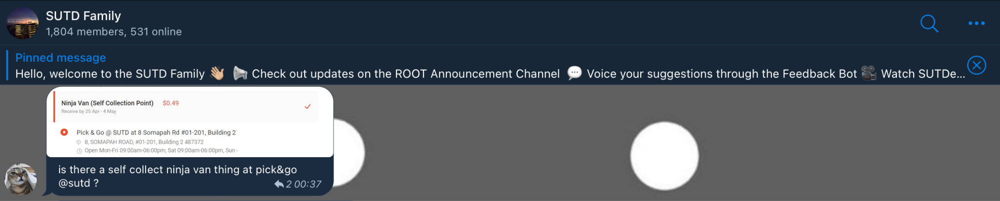 SUTD Family
1,804 members, 531 online
Pinned message
Hello, welcome to the SUTD Family 👋🏻 📢 Check out updates on the ROOT Announcement Channel 💬 Voice your suggestions through the Feedback Bot 🎥 Watch SUTDe...
Ninja Van (Self Collection Point) $0.49
Receive by 25 Apr - 4 May
Pick & Go @ SUTD at 8 Somapah Rd #01-201, Building 2
8, SOMAPAH ROAD, #01-201, Building 2 487372
Open Mon-Fri 09:00am-06:00pm, Sat 09:00am-06:00pm, Sun -
is there a self collect ninja van thing at pick&go
@sutd ?
2 00:37